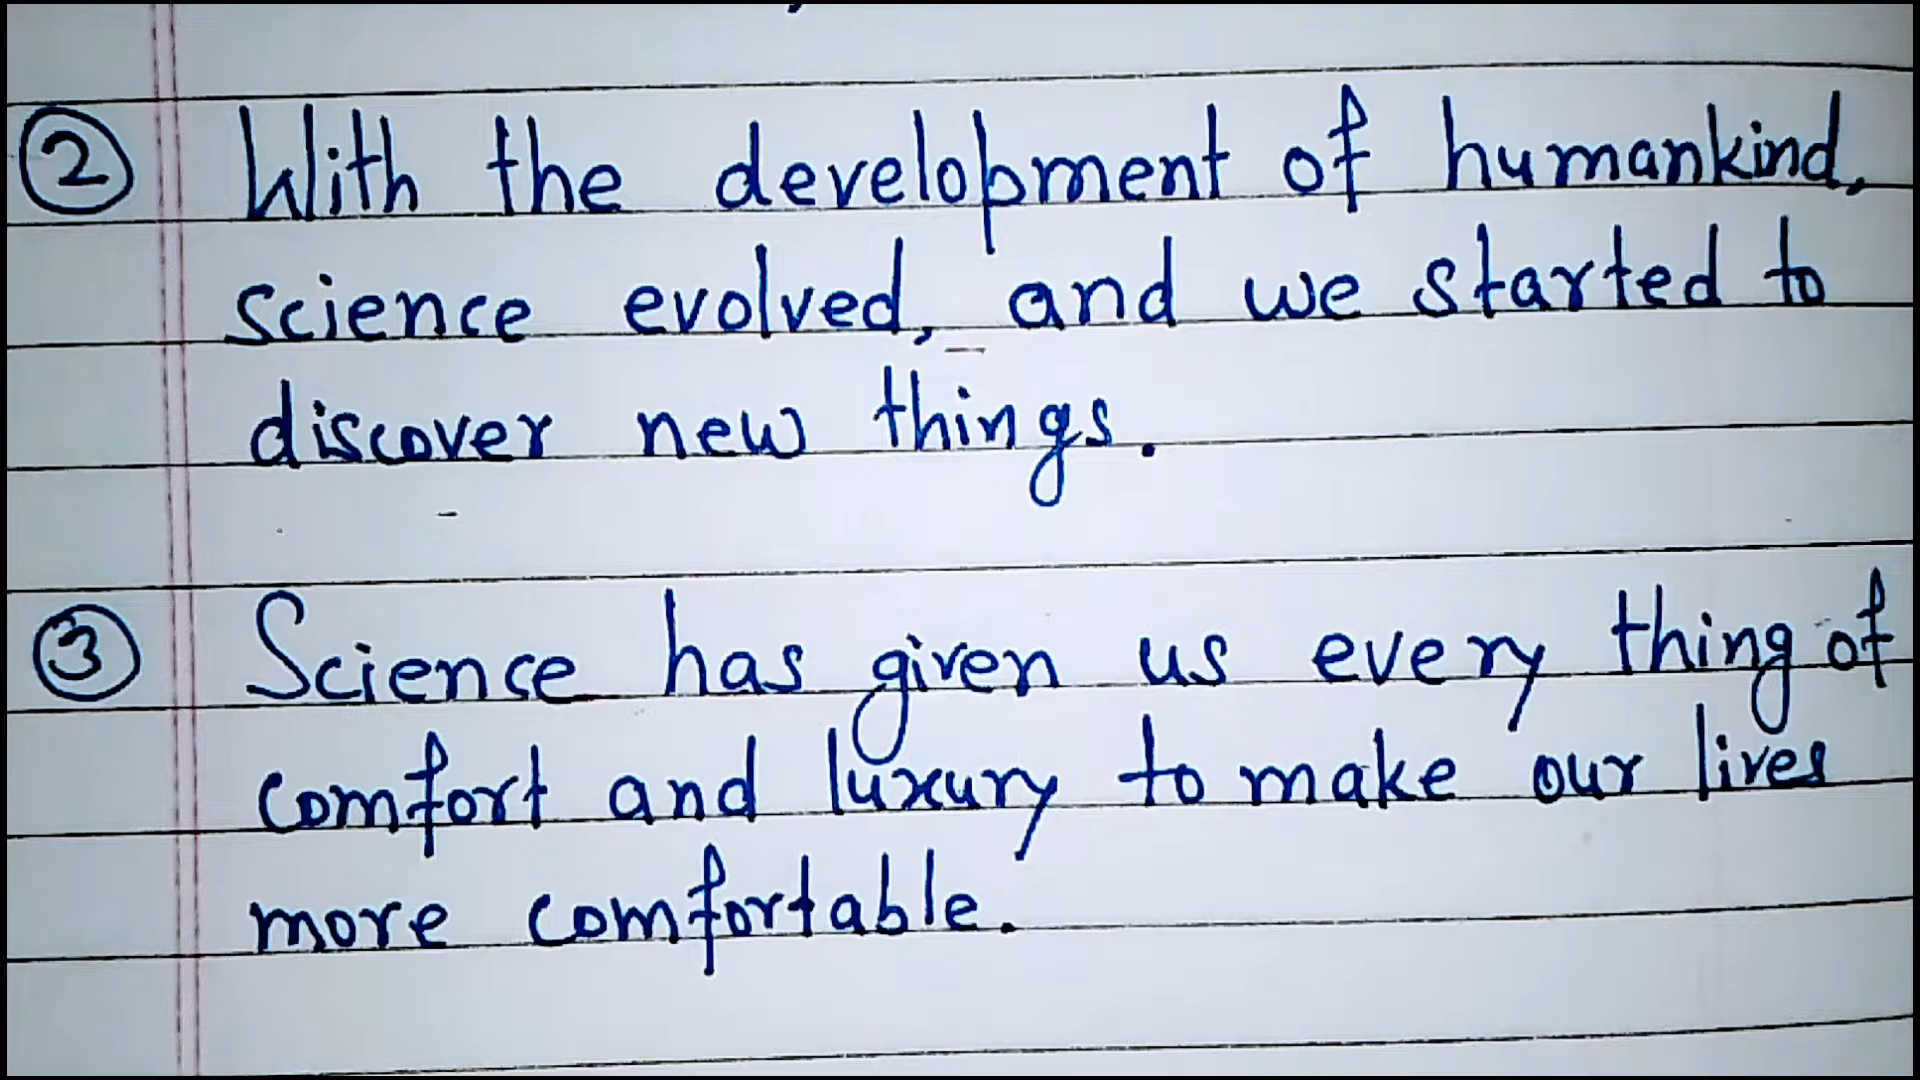 ② With the development of humankind,
science evolved, and we started to
discover new things.
③ Science has given us every thing of
comfort and luxury to make our lives
more comfortable.